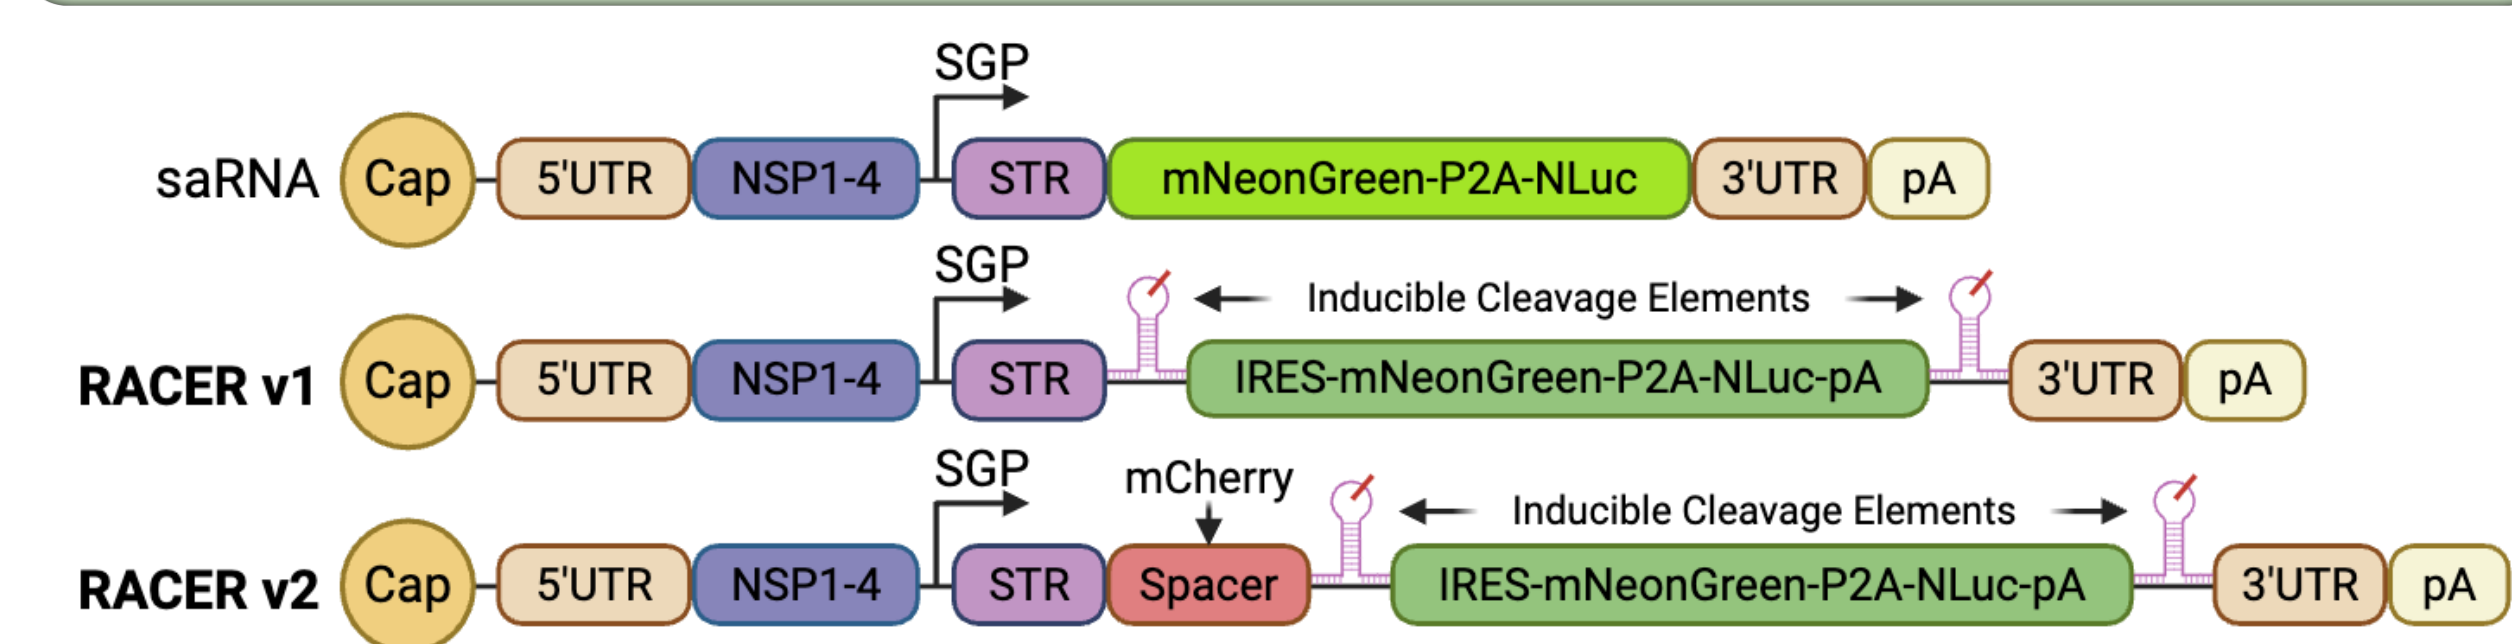 SGP
saRNA Cap 5'UTR NSP1-4 STR mNeonGreen-P2A-NLuc 3'UTR pA
SGP
Inducible Cleavage Elements
RACER v1 Cap 5'UTR NSP1-4 STR IRES-mNeonGreen-P2A-NLuc-pA 3'UTR pA
SGP mCherry
Inducible Cleavage Elements
RACER v2 Cap 5'UTR NSP1-4 STR Spacer IRES-mNeonGreen-P2A-NLuc-pA 3'UTR pA